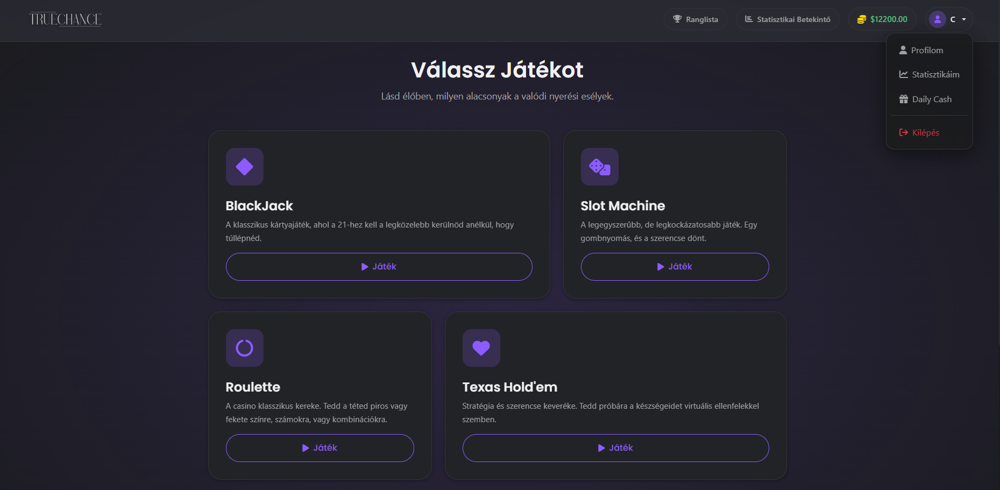 TRUECHANCE
Ranglista
Statisztikai Betekintő
$12200.00
C
Profilom
Statisztikáim
Daily Cash
Kilépés
Válassz Játékot
Lásd élőben, milyen alacsonyak a valódi nyerési esélyek.
BlackJack
A klasszikus kártyajáték, ahol a 21-hez kell a legközelebb kerülnöd anélkül, hogy
túllépnéd.
Játék
Slot Machine
A legegyszerűbb, de legkockázatosabb játék. Egy
gombnyomás, és a szerencse dönt.
Játék
Roulette
A casino klasszikus kereke. Tedd a téted piros vagy
fekete színre, számokra, vagy kombinációkra.
Játék
Texas Hold'em
Stratégia és szerencse keveréke. Tedd próbára a készségeidet virtuális ellenfelekkel
szemben.
Játék